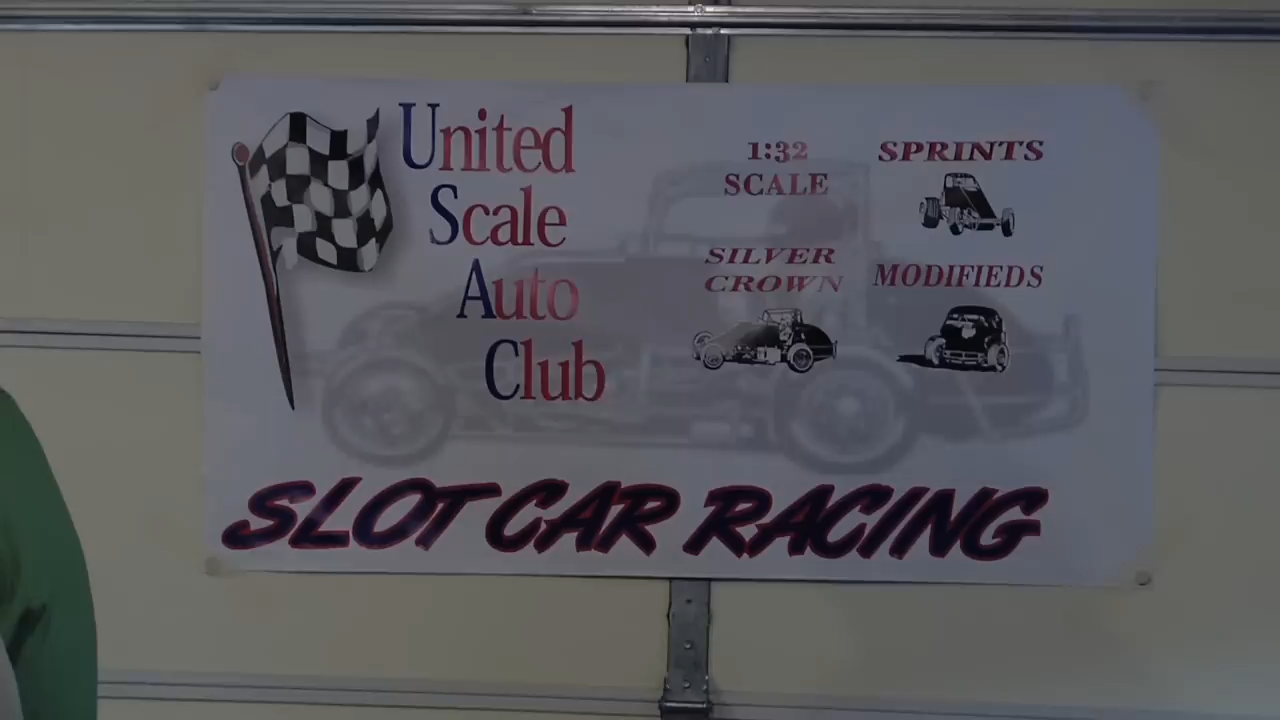 United
Scale
Auto
Club
1:32
SCALE
SPRINTS
SILVER
CROWN
MODIFIEDS
SLOT CAR RACING